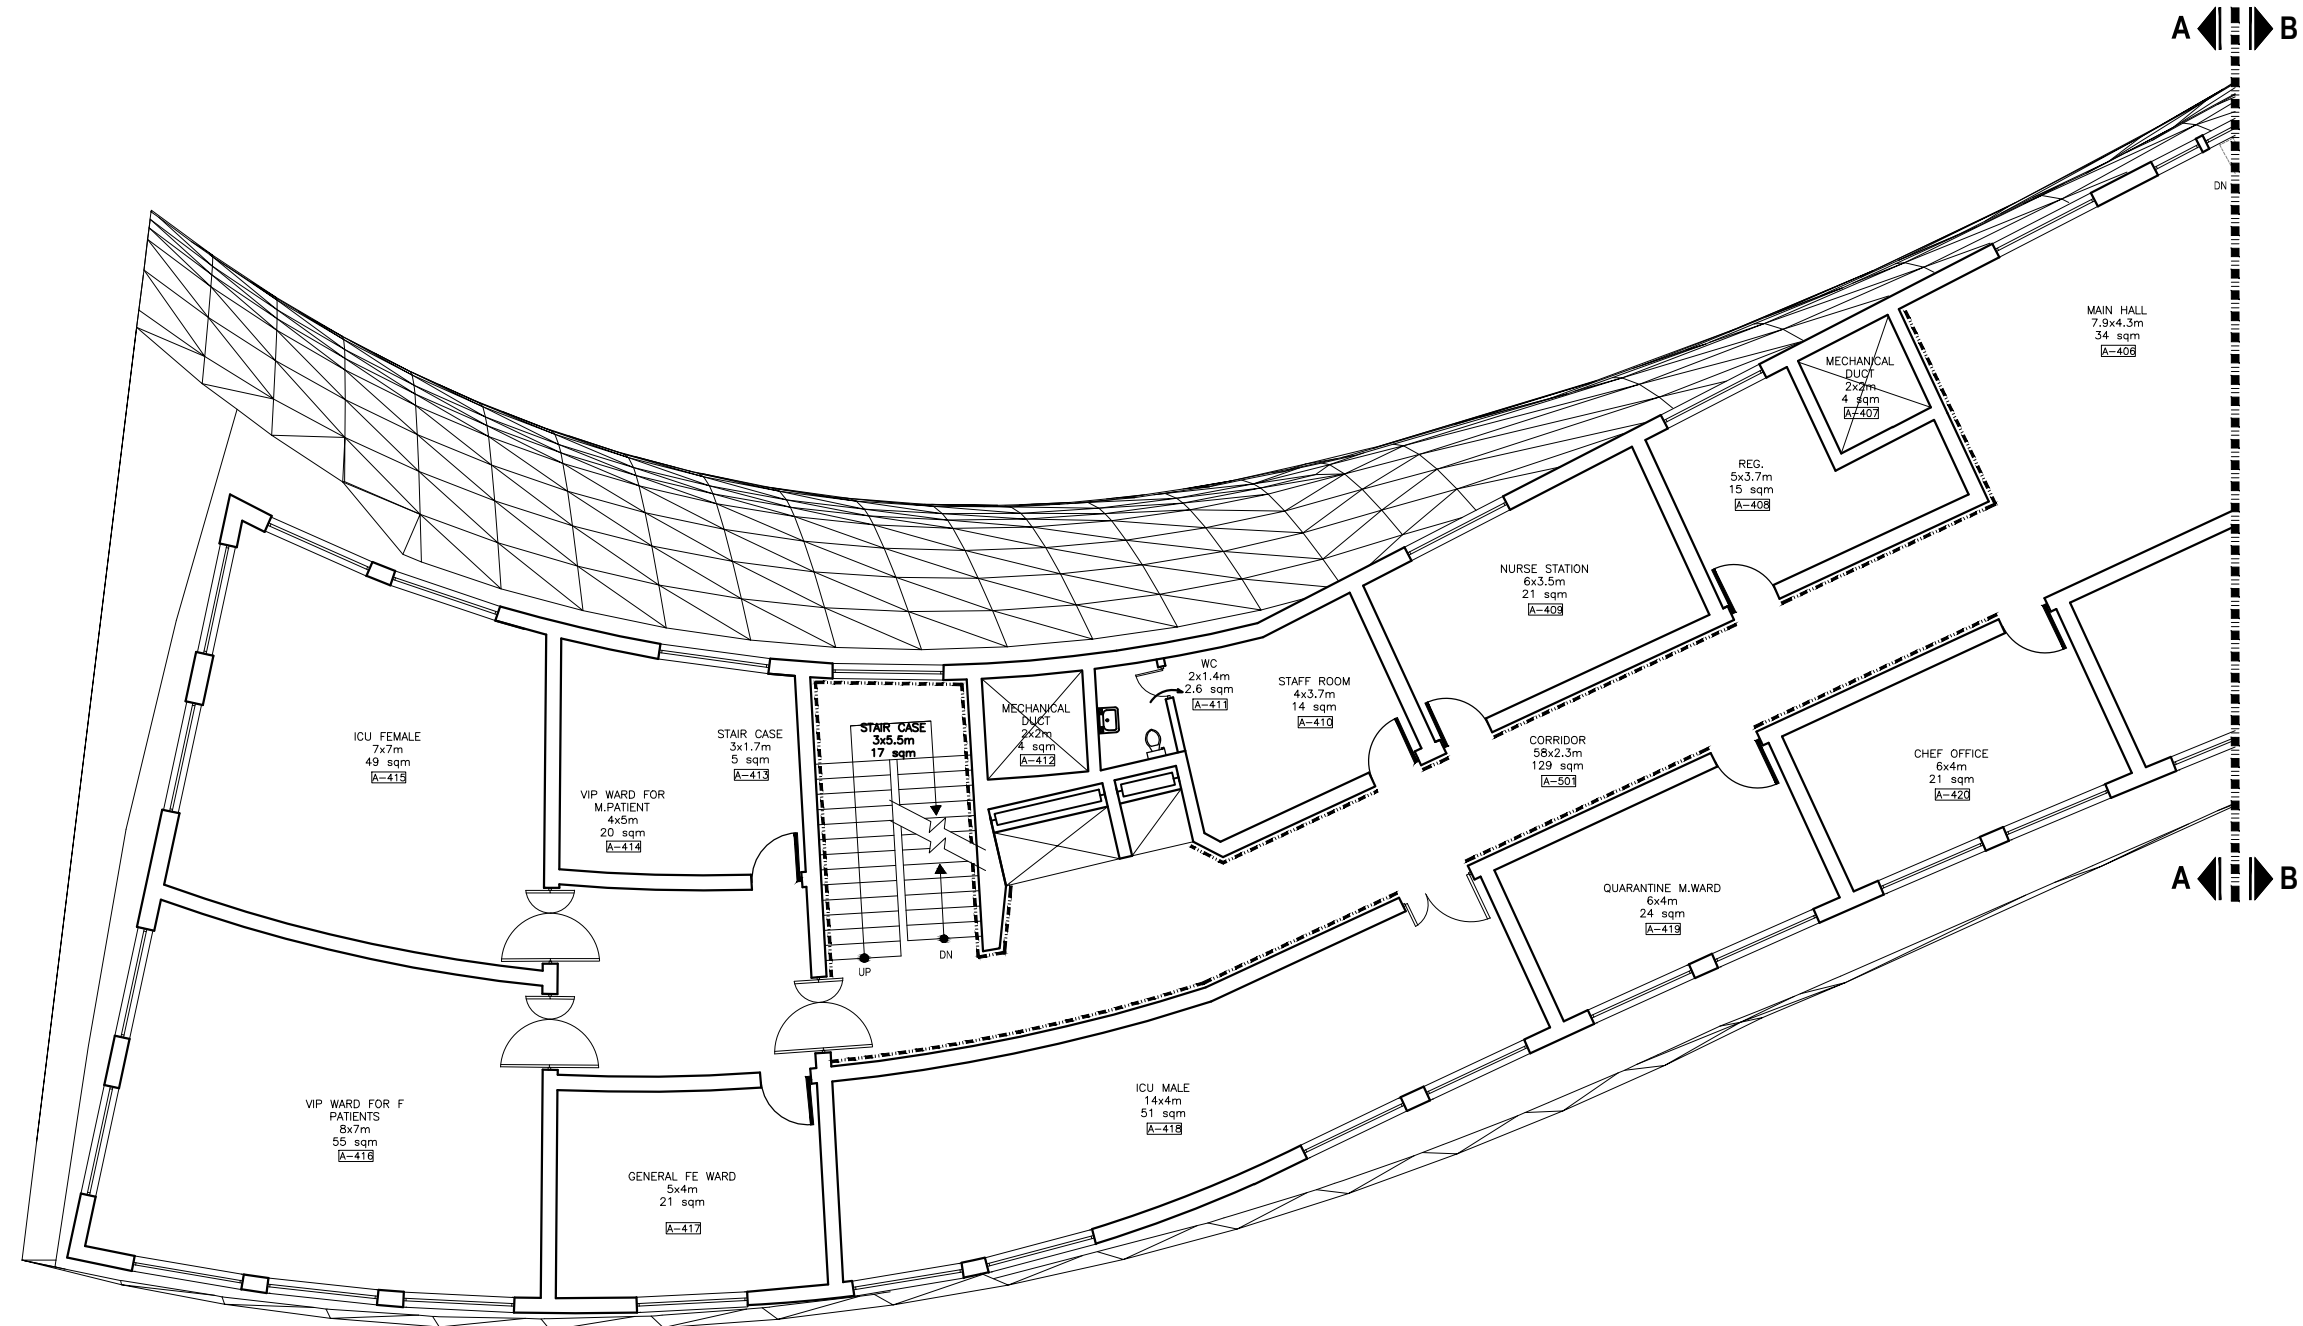 A B
DN
MAIN HALL
7.9x4.3m
34 sqm
A-406
MECHANICAL
DUCT
2x2m
4 sqm
A-407
REG.
5x3.7m
15 sqm
A-408
NURSE STATION
6x3.5m
21 sqm
A-409
WC
2x1.4m
2.6 sqm
A-411
STAFF ROOM
4x3.7m
14 sqm
A-410
MECHANICAL
DUCT
2x2m
4 sqm
A-412
STAIR CASE
3x5.5m
17 sqm
STAIR CASE
3x1.7m
5 sqm
A-413
ICU FEMALE
7x7m
49 sqm
A-415
VIP WARD FOR
M.PATIENT
4x5m
20 sqm
A-414
CORRIDOR
58x2.3m
129 sqm
A-501
CHEF OFFICE
6x4m
21 sqm
A-420
A B
QUARANTINE M.WARD
6x4m
24 sqm
A-419
UP
DN
ICU MALE
14x4m
51 sqm
A-418
VIP WARD FOR F
PATIENTS
8x7m
55 sqm
A-416
GENERAL FE WARD
5x4m
21 sqm
A-417